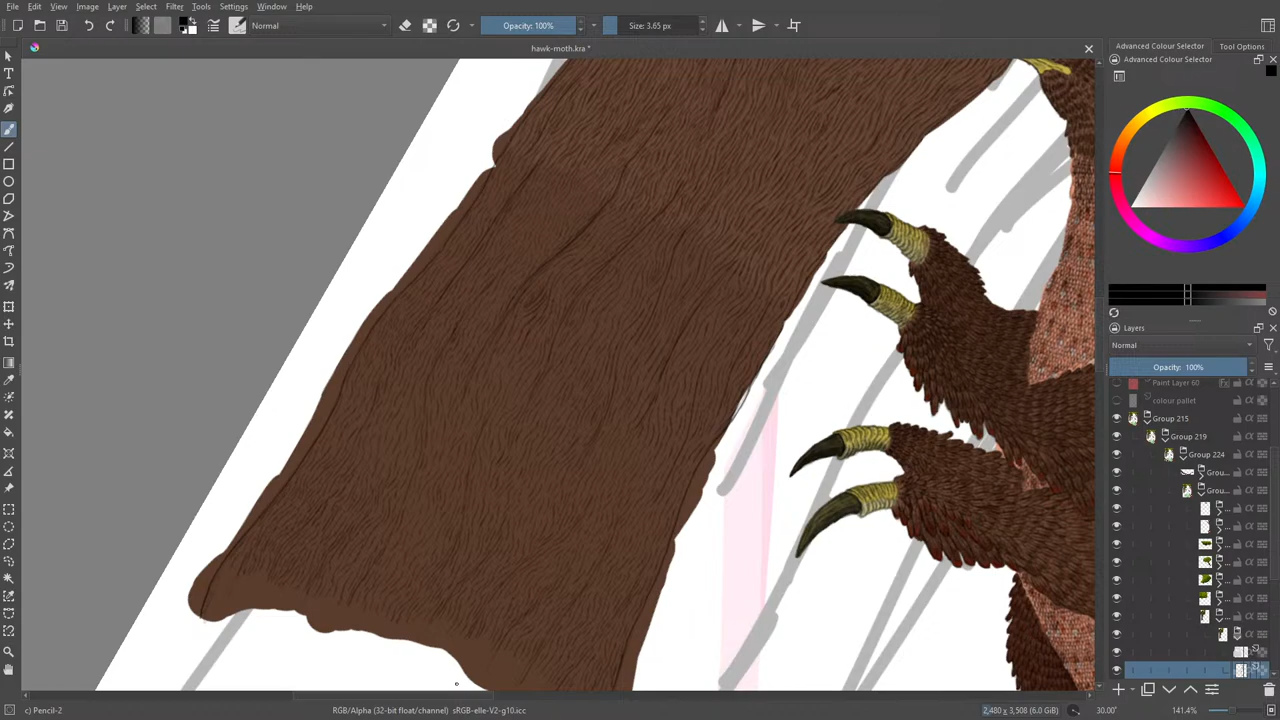 File Edit View Image Layer Select Filter Tools Settings Window Help
Normal
Opacity: 100%
Size: 3.65 px
hawk-moth.kra *
Advanced Colour Selector Tool Options
Advanced Colour Selector
Layers
Normal
Opacity: 100%
Paint Layer 60
colour pallet
Group 215
Group 219
Group 224
Grou...
Grou...
c) Pencil-2
RGB/Alpha (32-bit float/channel) sRGB-elle-V2-g10.icc
2,480 x 3,508 (6.0 GiB)
30.00°
141.4%